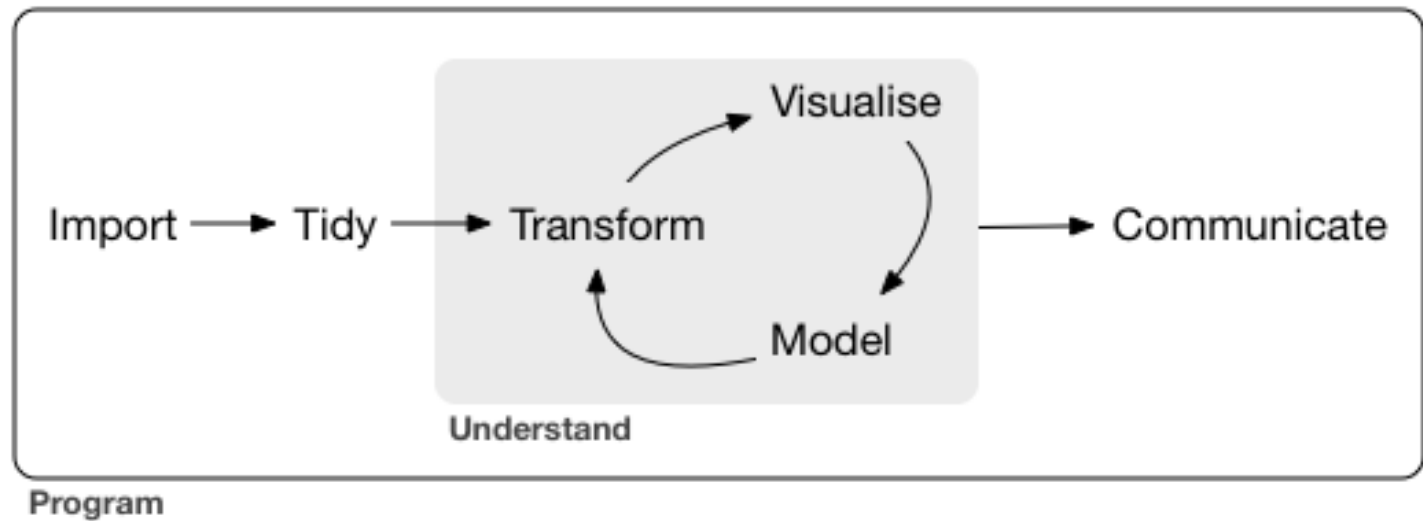 Visualise
Import
Tidy
Transform
Communicate
Model
Understand
Program